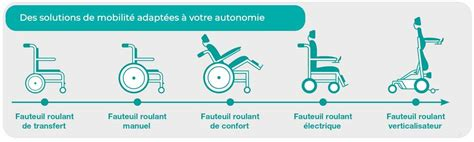 Des solutions de mobilité adaptées à votre autonomie
Fauteuil roulant
de transfert
Fauteuil roulant
manuel
Fauteuil roulant
de confort
Fauteuil roulant
électrique
Fauteuil roulant
verticalisateur